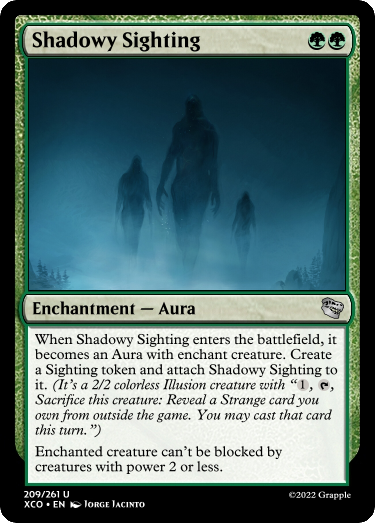 Shadowy Sighting
Enchantment — Aura
When Shadowy Sighting enters the battlefield, it
becomes an Aura with enchant creature. Create
a Sighting token and attach Shadowy Sighting to
it. (It's a 2/2 colorless Illusion creature with “1, ,
Sacrifice this creature: Reveal a Strange card you
own from outside the game. You may cast that card
this turn.”)
Enchanted creature can't be blocked by
creatures with power 2 or less.
209/261 U
XCO • EN Jorge Jacinto
©2022 Grapple